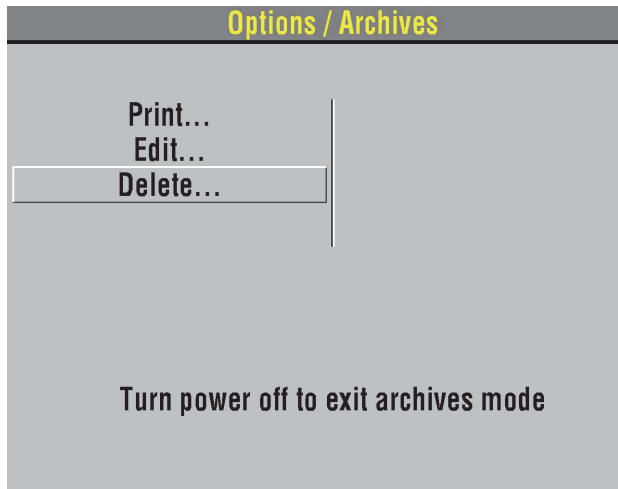 Options / Archives
Print...
Edit...
Delete...
Turn power off to exit archives mode